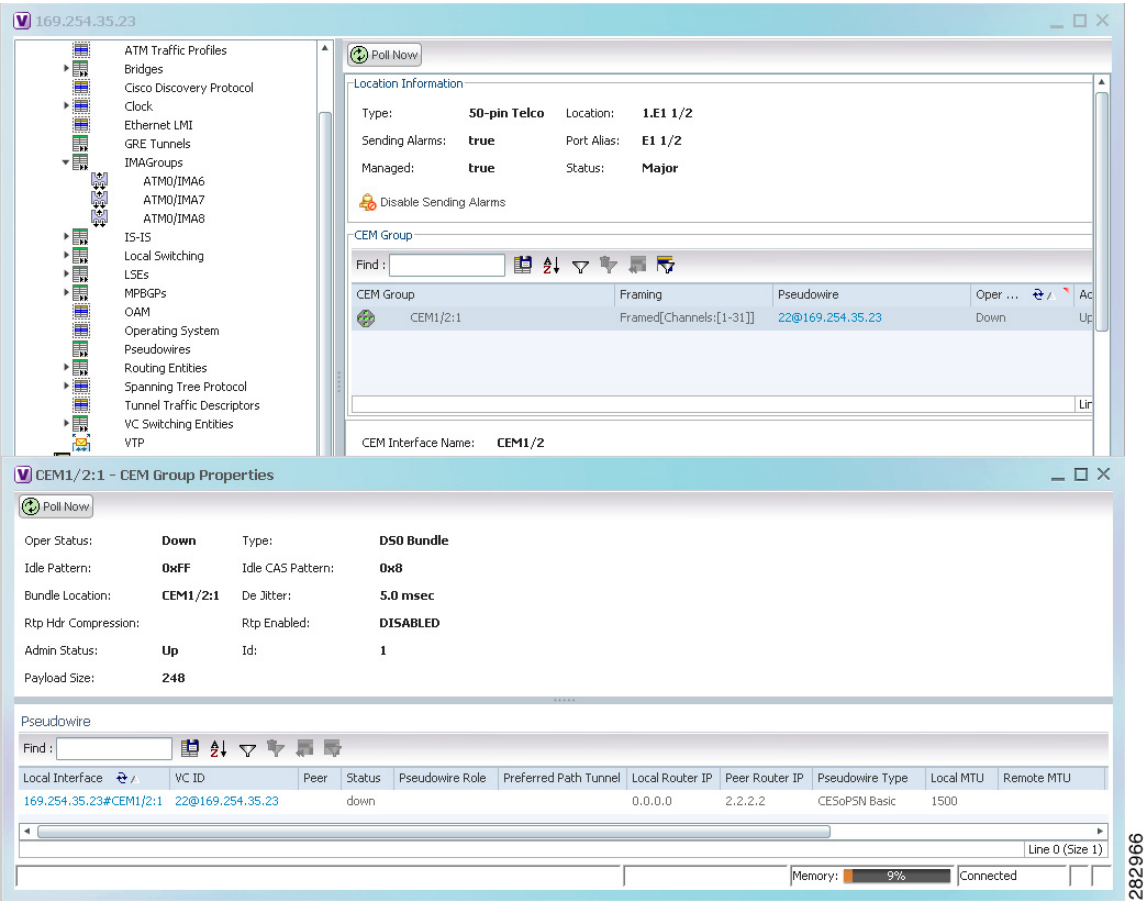 169.254.35.23
ATM Traffic Profiles
Bridges
Cisco Discovery Protocol
Clock
Ethernet LMI
GRE Tunnels
IMAGroups
ATM0/IMA6
ATM0/IMA7
ATM0/IMA8
IS-IS
Local Switching
LSEs
MPBGPs
OAM
Operating System
Pseudowires
Routing Entities
Spanning Tree Protocol
Tunnel Traffic Descriptors
VC Switching Entities
VTP
Poll Now
Location Information
Type: 50-pin Telco Location: 1.E1 1/2
Sending Alarms: true Port Alias: E1 1/2
Managed: true Status: Major
Disable Sending Alarms
CEM Group
Find :
CEM Group Framing Pseudowire Oper ... Ac
CEM1/2:1 Framed[Channels:[1-31]] 22@169.254.35.23 Down Up
Lin
CEM Interface Name: CEM1/2
CEM1/2:1 - CEM Group Properties
Poll Now
Oper Status: Down Type: DS0 Bundle
Idle Pattern: 0xFF Idle CAS Pattern: 0x8
Bundle Location: CEM1/2:1 De Jitter: 5.0 msec
Rtp Hdr Compression: Rtp Enabled: DISABLED
Admin Status: Up Id: 1
Payload Size: 248
Pseudowire
Find :
Local Interface VC ID Peer Status Pseudowire Role Preferred Path Tunnel Local Router IP Peer Router IP Pseudowire Type Local MTU Remote MTU
169.254.35.23#CEM1/2:1 22@169.254.35.23 down 0.0.0.0 2.2.2.2 CESoPSN Basic 1500
Line 0 (Size 1)
Memory: 9% Connected
282966